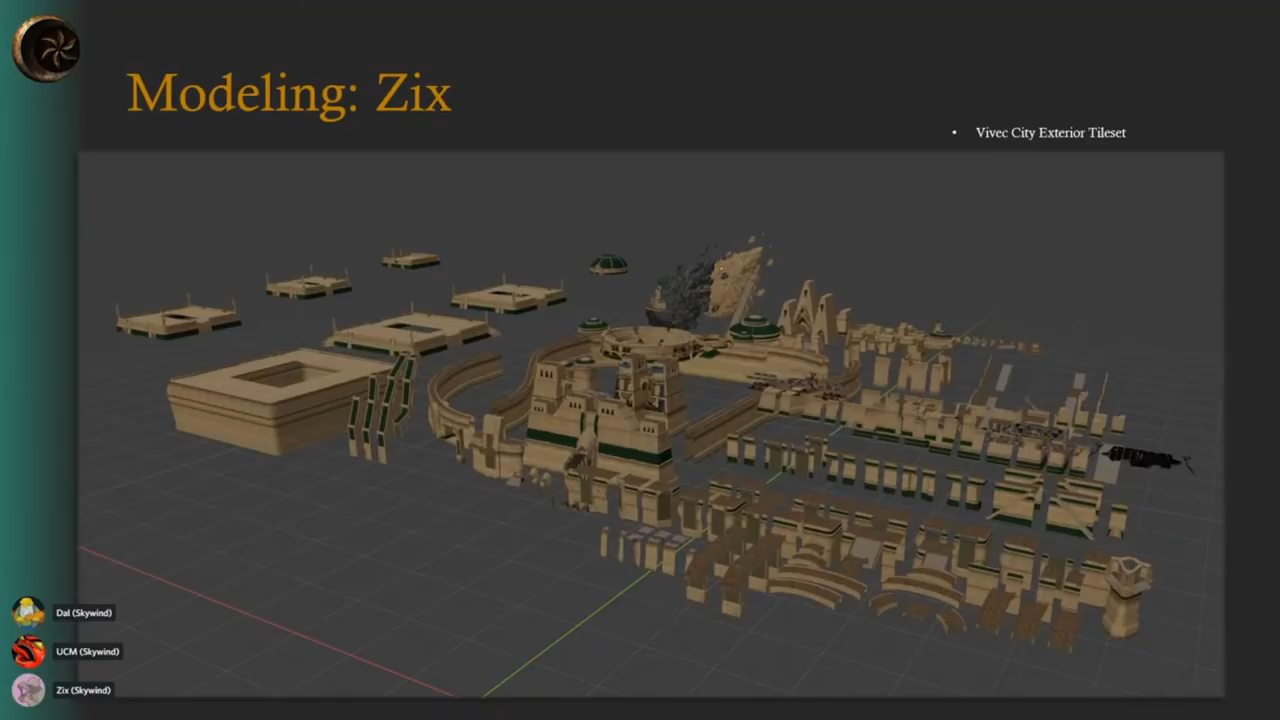 Modeling: Zix
• Vivec City Exterior Tileset
Dal (Skywind)
UCM (Skywind)
Zix (Skywind)